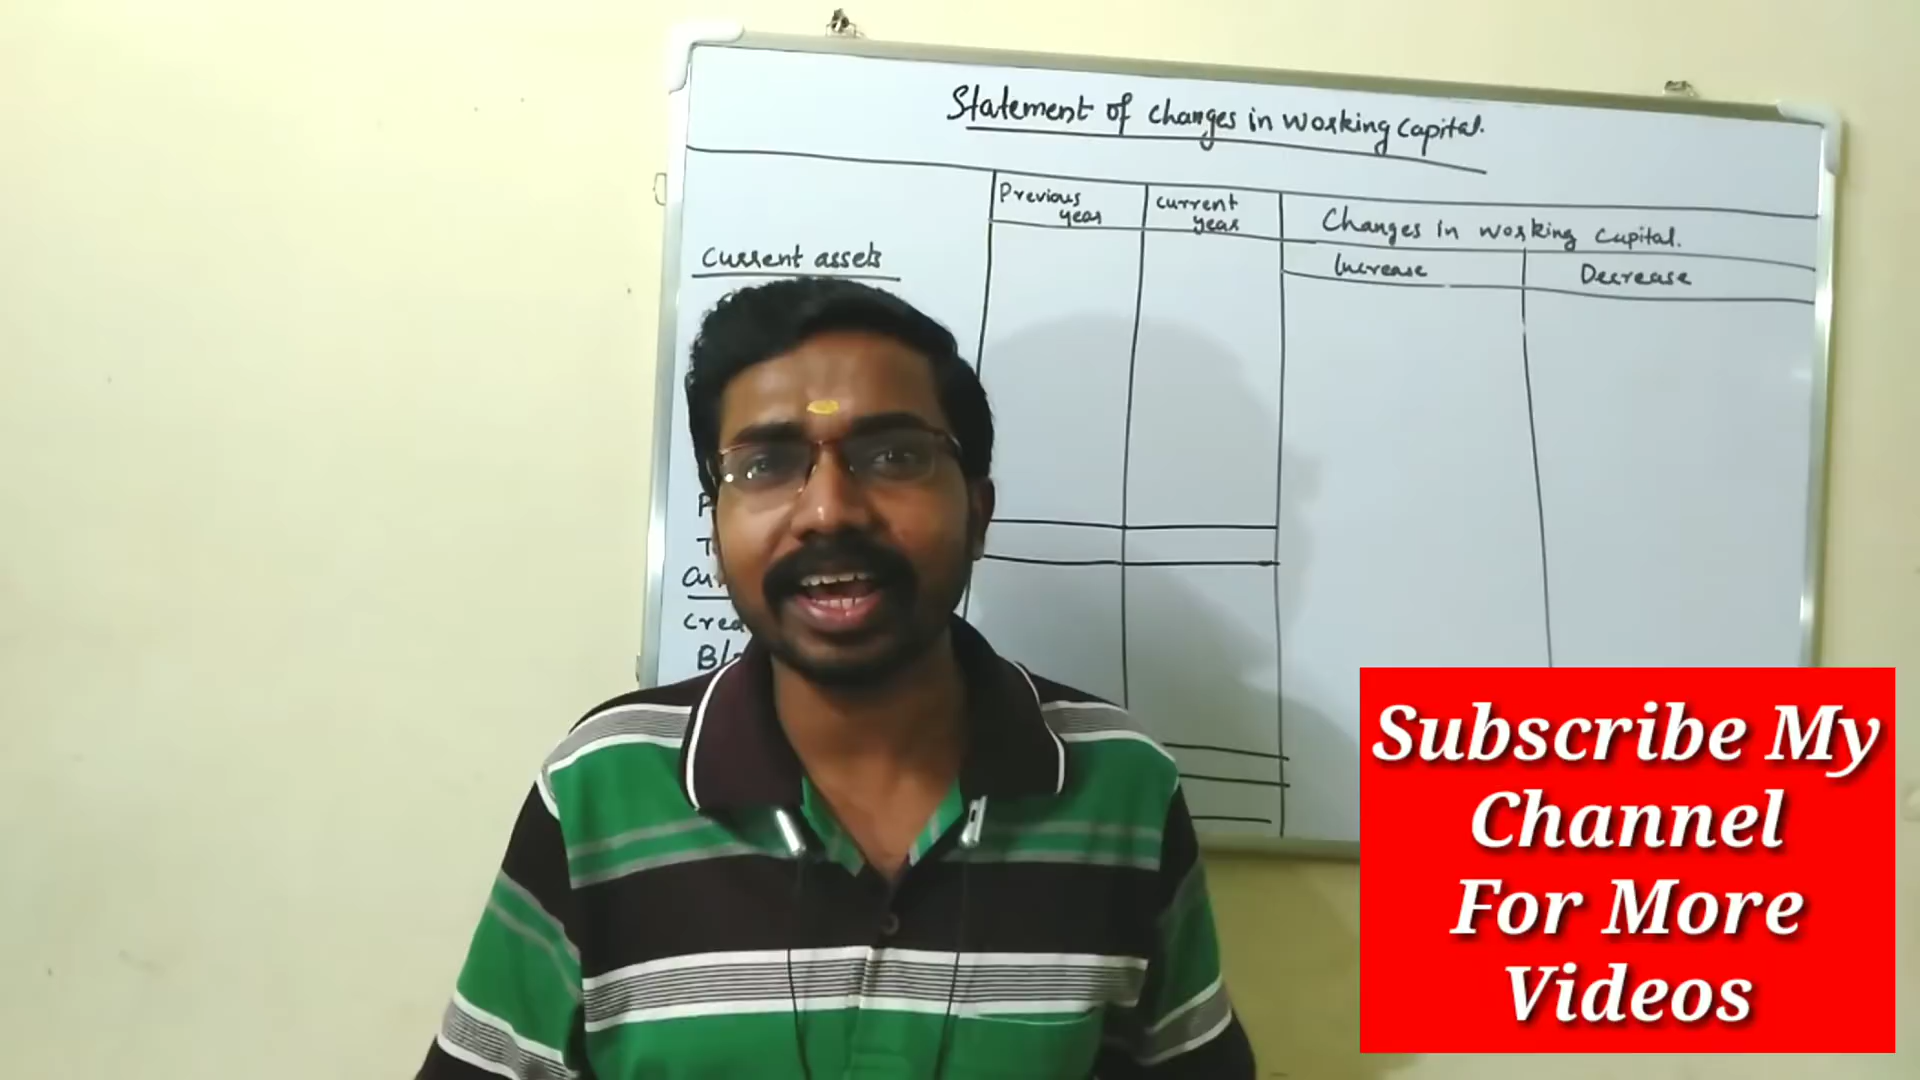 Statement of changes in working capital.
Previous year
current year
Changes in working capital.
Increase
Decrease
Current assets
Subscribe My
Channel
For More
Videos